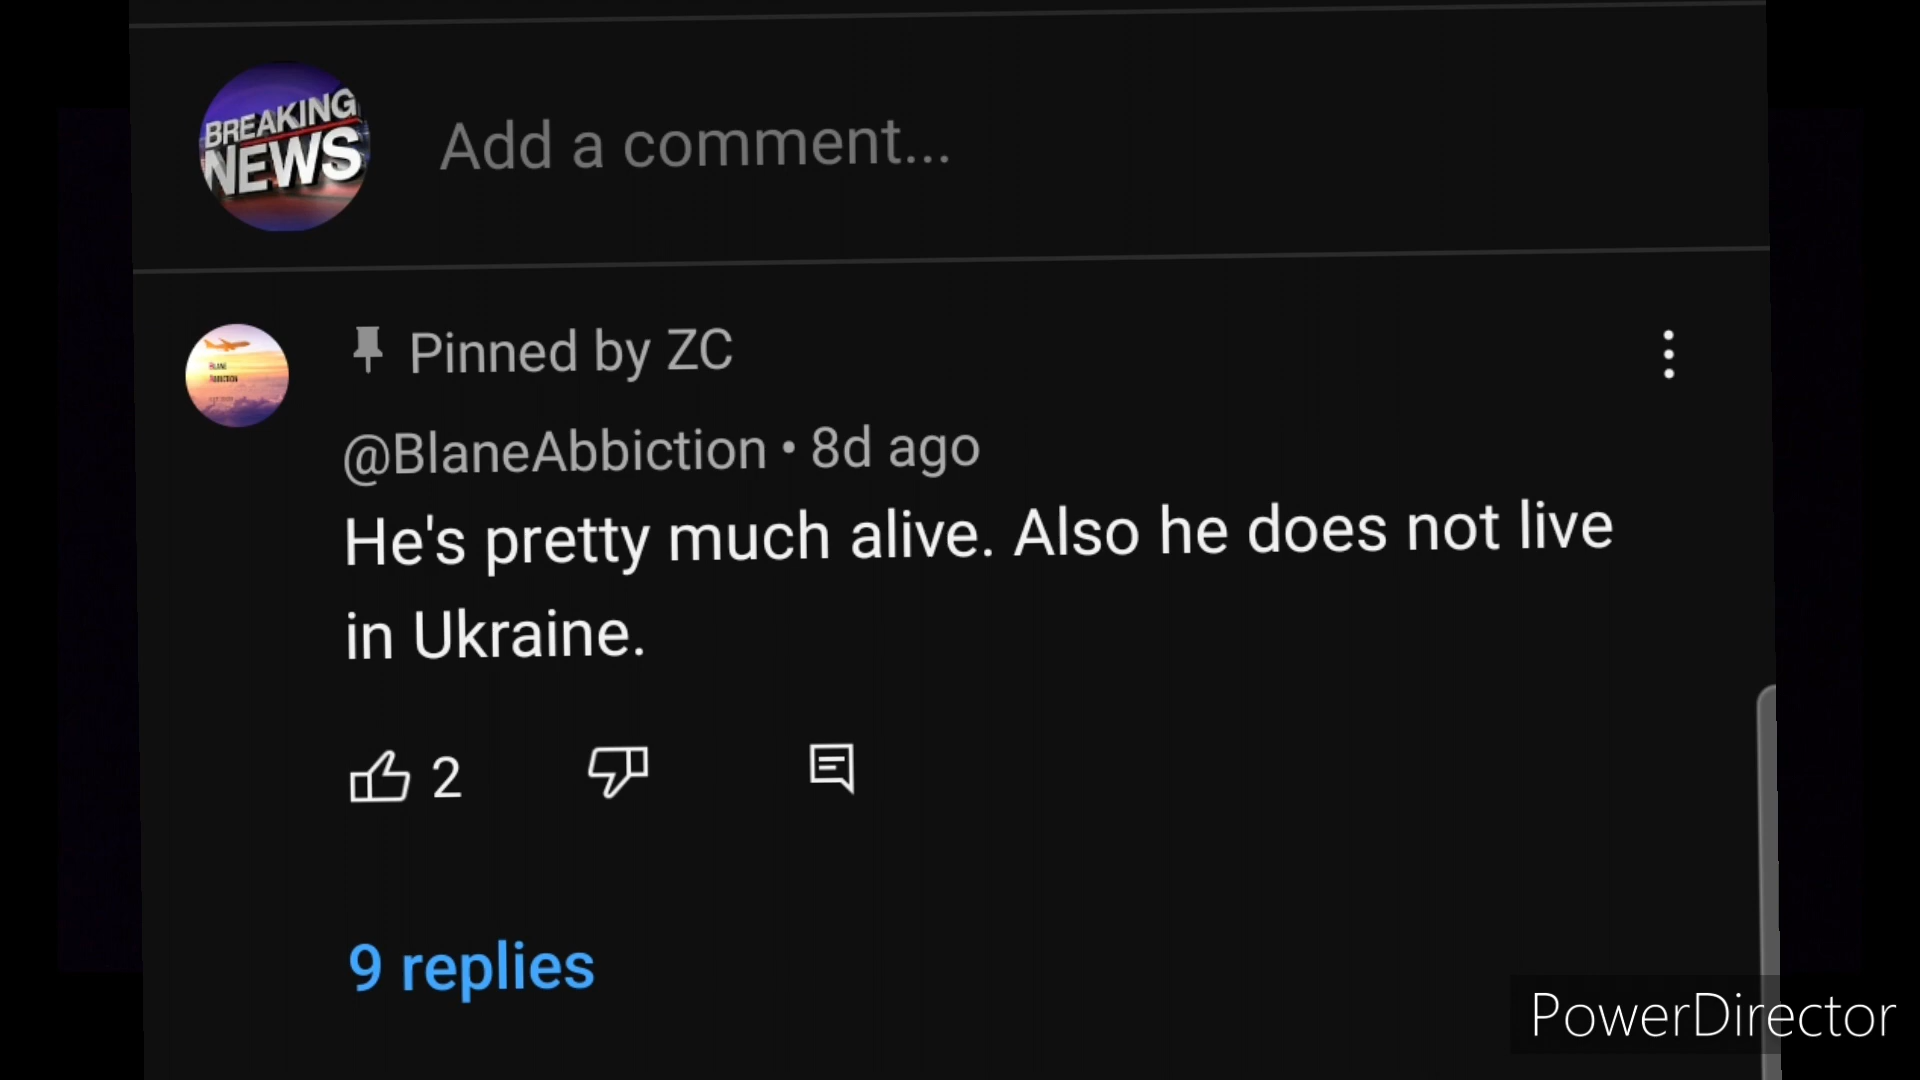 BREAKING
NEWS
Add a comment...
Pinned by ZC
@BlaneAbbiction • 8d ago
He's pretty much alive. Also he does not live
in Ukraine.
2
9 replies
PowerDirector